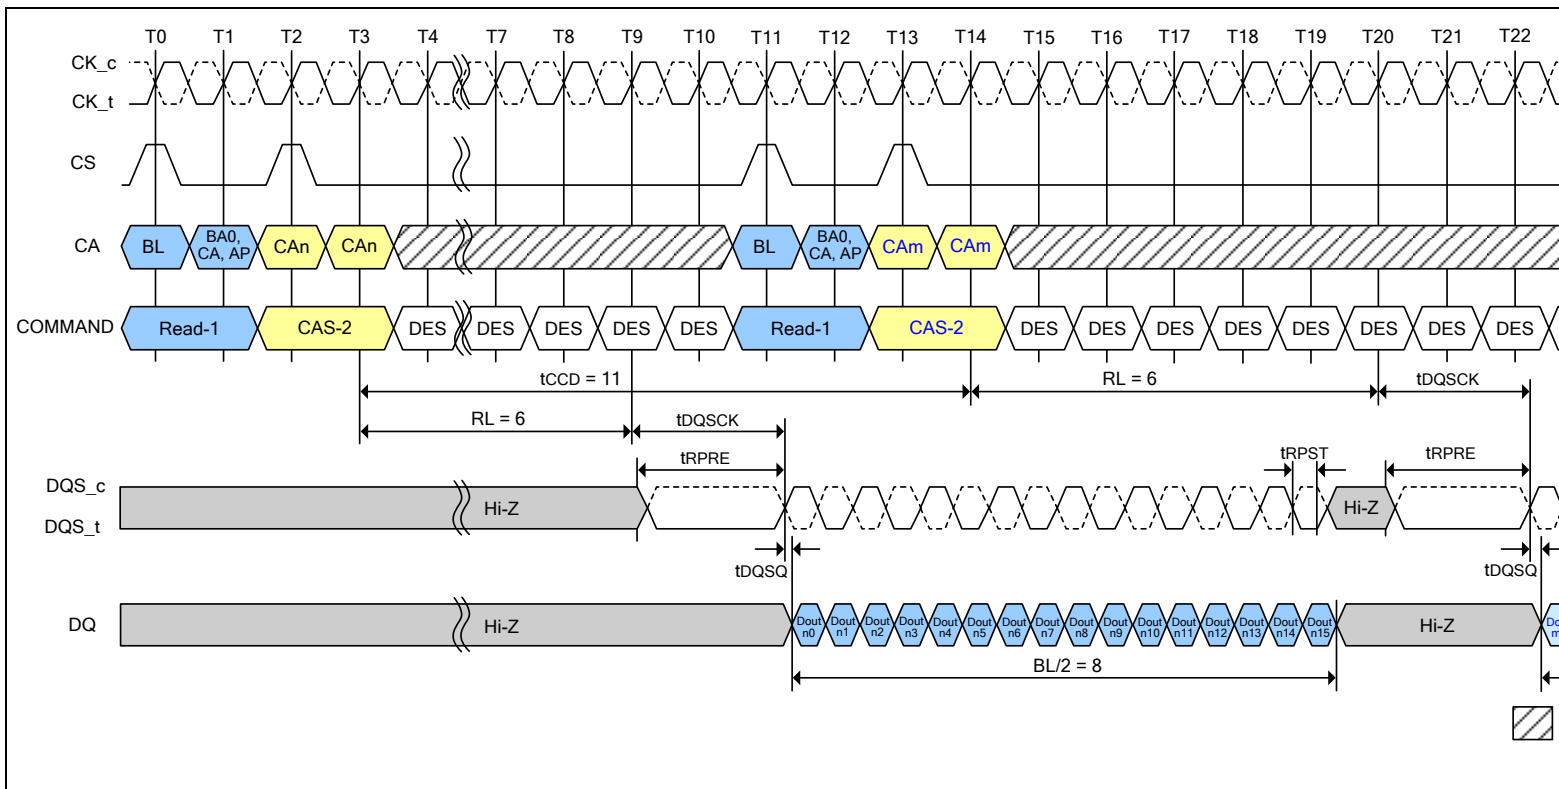 T0 T1 T2 T3 T4 T7 T8 T9 T10 T11 T12 T13 T14 T15 T16 T17 T18 T19 T20 T21 T22
CK_c
CK_t
CS
CA BL BA0, CA, AP CAn CAn BL BA0, CA, AP CAm CAm
COMMAND Read-1 CAS-2 DES DES DES DES DES Read-1 CAS-2 DES DES DES DES DES DES DES DES
tCCD = 11 RL = 6 tDQSCK
RL = 6 tDQSCK
tRPRE tRPST tRPRE
DQS_c
Hi-Z Hi-Z
DQS_t
tDQSQ tDQSQ
DQ Hi-Z Dout n0 Dout n1 Dout n2 Dout n3 Dout n4 Dout n5 Dout n6 Dout n7 Dout n8 Dout n9 Dout n10 Dout n11 Dout n12 Dout n13 Dout n14 Dout n15 Hi-Z
BL/2 = 8